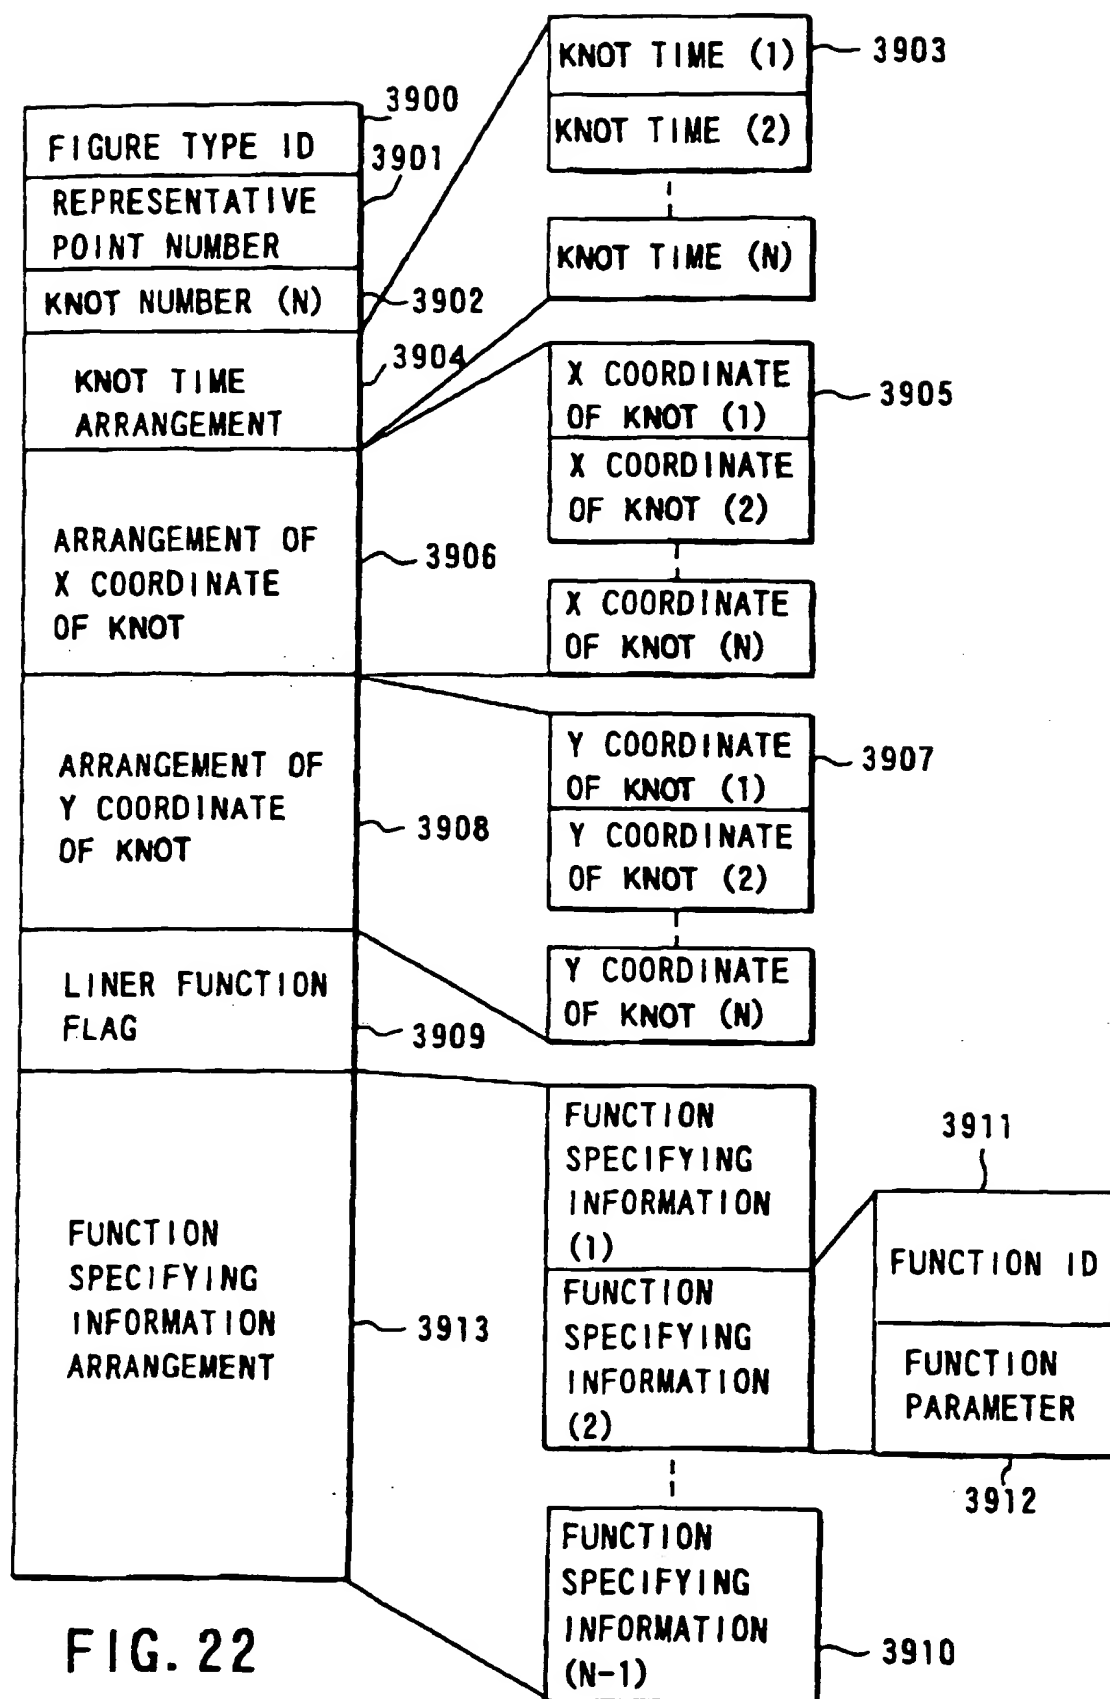 3900
FIGURE TYPE ID
3901
REPRESENTATIVE
POINT NUMBER
KNOT NUMBER (N)
3902
3904
KNOT TIME
ARRANGEMENT
ARRANGEMENT OF
X COORDINATE
OF KNOT
3906
ARRANGEMENT OF
Y COORDINATE
OF KNOT
3908
LINER FUNCTION
FLAG
3909
FUNCTION
SPECIFYING
INFORMATION
ARRANGEMENT
3913
KNOT TIME (1)
3903
KNOT TIME (2)
KNOT TIME (N)
X COORDINATE
OF KNOT (1)
3905
X COORDINATE
OF KNOT (2)
X COORDINATE
OF KNOT (N)
Y COORDINATE
OF KNOT (1)
3907
Y COORDINATE
OF KNOT (2)
Y COORDINATE
OF KNOT (N)
FUNCTION
SPECIFYING
INFORMATION
(1)
FUNCTION
SPECIFYING
INFORMATION
(2)
3911
FUNCTION ID
FUNCTION
PARAMETER
3912
FUNCTION
SPECIFYING
INFORMATION
(N-1)
3910
FIG. 22